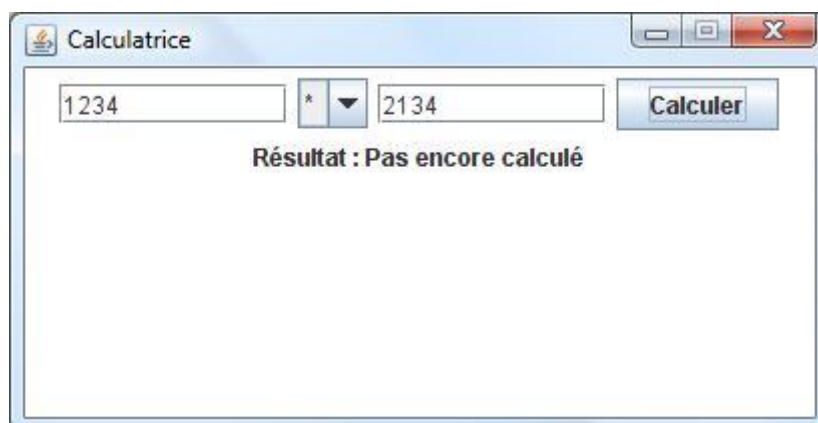 Calculatrice
1234 * 2134 Calculer
Résultat : Pas encore calculé